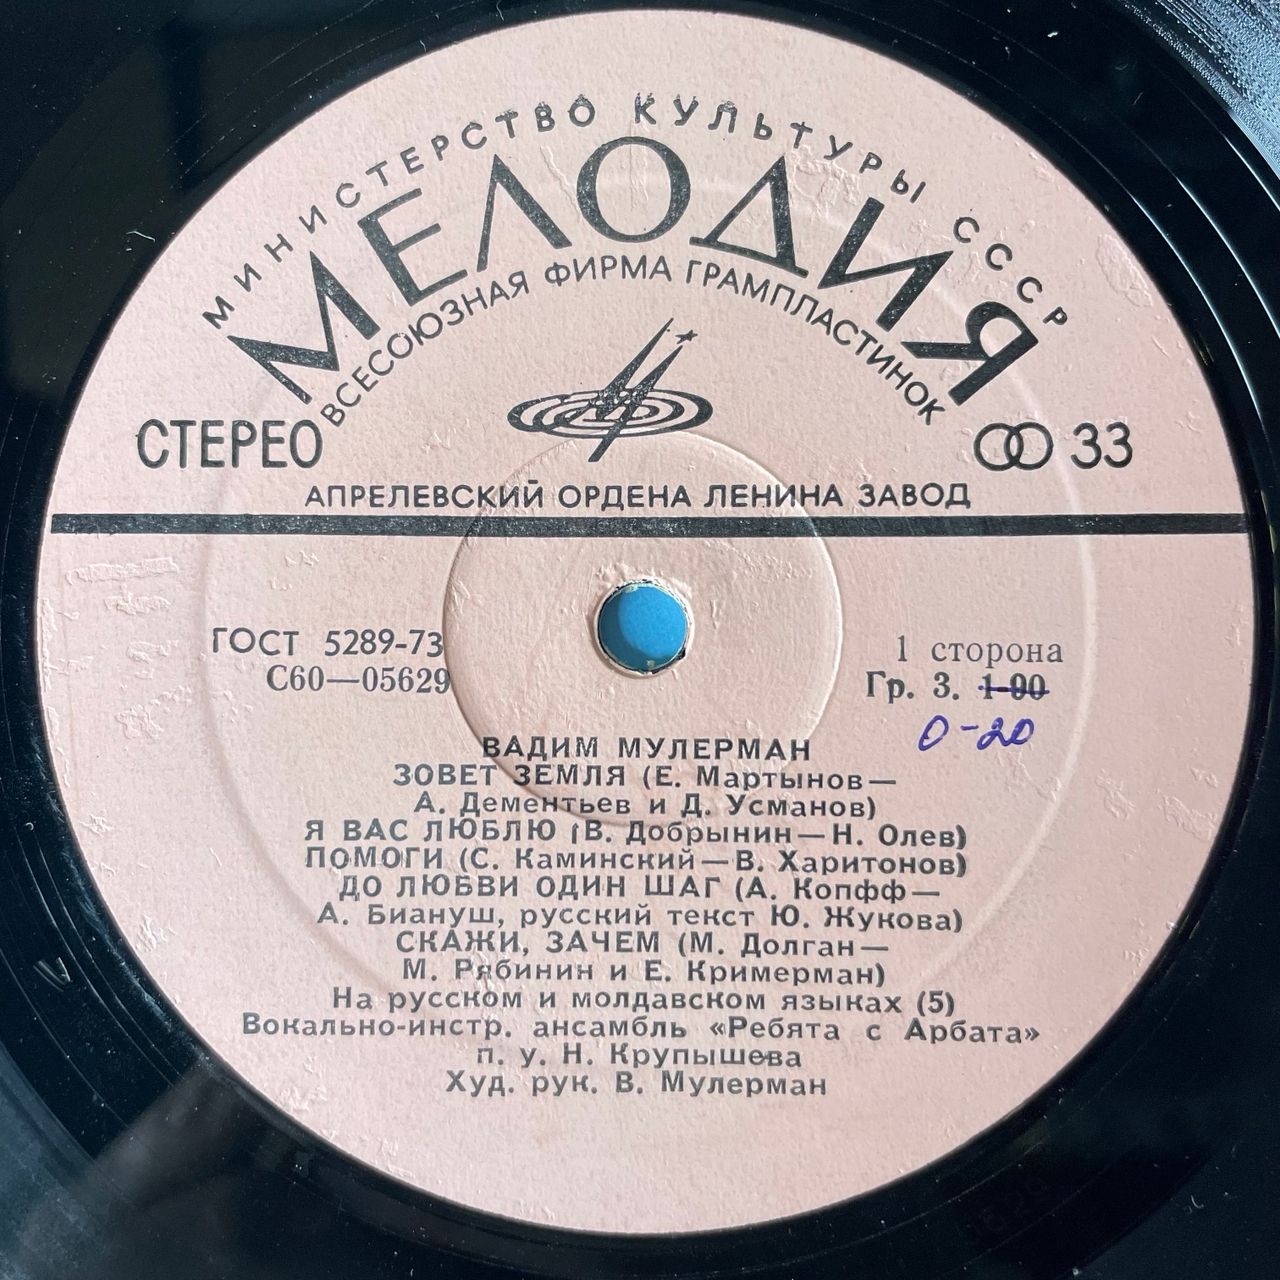 МИНИСТЕРСТВО КУЛЬТУРЫ СССР
МЕЛОДИЯ
ВСЕСОЮЗНАЯ ФИРМА ГРАМПЛАСТИНОК
СТЕРЕО
33
АПРЕЛЕВСКИЙ ОРДЕНА ЛЕНИНА ЗАВОД
ГОСТ 5289-73
С60—05629
1 сторона
Гр. 3. 1-90
0-20
ВАДИМ МУЛЕРМАН
ЗОВЕТ ЗЕМЛЯ (Е. Мартынов—
А. Дементьев и Д. Усманов)
Я ВАС ЛЮБЛЮ (В. Добрынин—Н. Олев)
ПОМОГИ (С. Каминский—В. Харитонов)
ДО ЛЮБВИ ОДИН ШАГ (А. Копфф—
А. Биануш, русский текст Ю. Жукова)
СКАЖИ, ЗАЧЕМ (М. Долган—
М. Рябинин и Е. Кримерман)
На русском и молдавском языках (5)
Вокально-инстр. ансамбль «Ребята с Арбата»
п. у. Н. Крупышева
Худ. рук. В. Мулерман